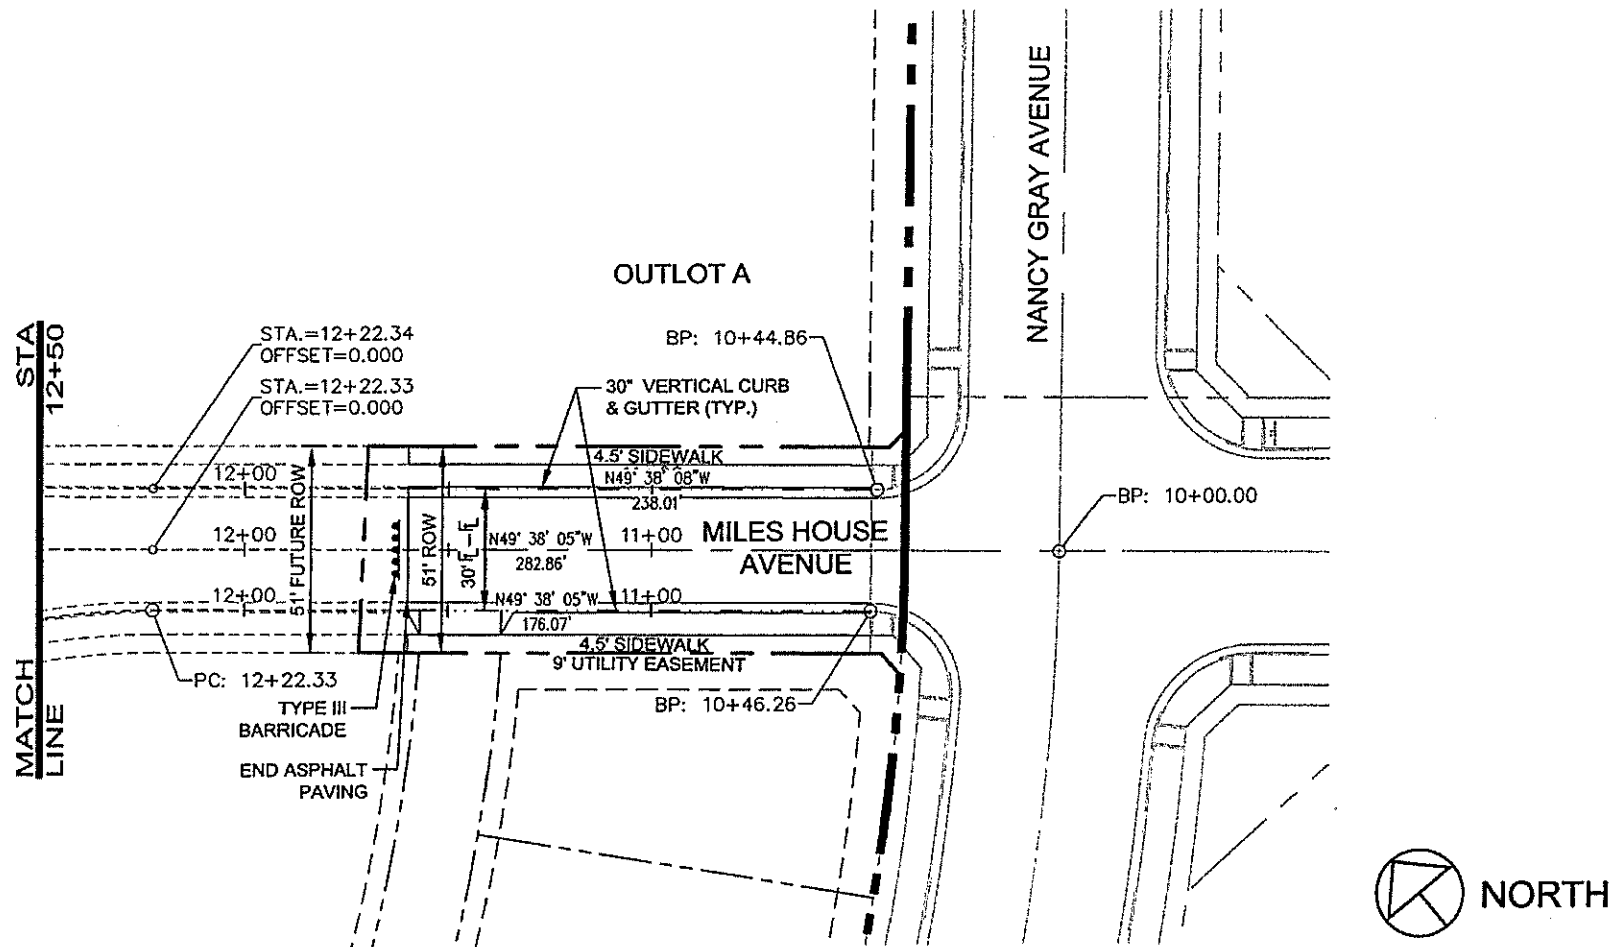 NANCY GRAY AVENUE
OUTLOT A
STA
12+50
MATCH
LINE
STA.=12+22.34
OFFSET=0.000
STA.=12+22.33
OFFSET=0.000
BP: 10+44.86
30" VERTICAL CURB
& GUTTER (TYP.)
4.5' SIDEWALK
N49° 38' 08"W
238.01'
12+00
BP: 10+00.00
51' FUTURE ROW
51' ROW
30' FL-FL
12+00
N49° 38' 05"W
282.86'
11+00
MILES HOUSE
AVENUE
12+00
N49° 38' 05"W
176.07'
11+00
4.5' SIDEWALK
9' UTILITY EASEMENT
PC: 12+22.33
BP: 10+46.26
TYPE III
BARRICADE
END ASPHALT
PAVING
NORTH